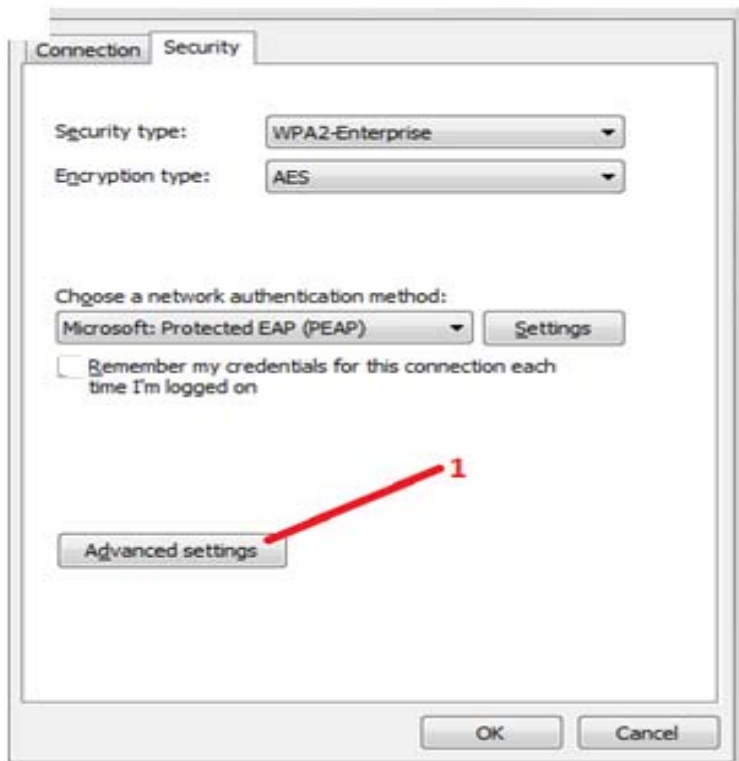 Connection Security
Security type: WPA2-Enterprise
Encryption type: AES
Choose a network authentication method:
Microsoft: Protected EAP (PEAP) Settings
Remember my credentials for this connection each
time I'm logged on
1
Advanced settings
OK Cancel